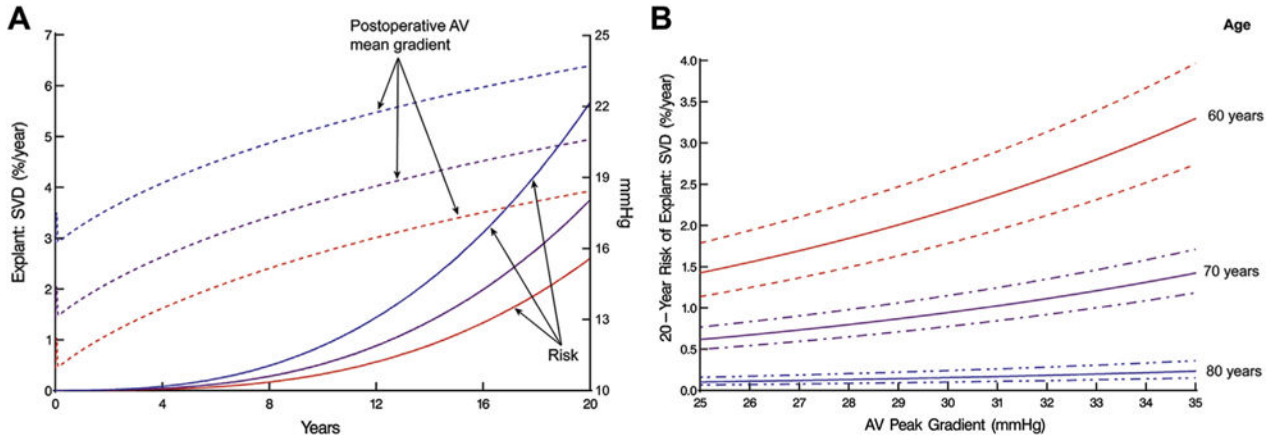 A
Postoperative AV
mean gradient
7
6
5
4
3
2
1
0
Explant: SVD (%/year)
25
22
19
16
13
10
mmHg
Risk
0 4 8 12 16 20
Years
B
Age
4.0
3.5
3.0
2.5
2.0
1.5
1.0
0.5
0.0
20–Year Risk of Explant: SVD (%/year)
60 years
70 years
80 years
25 26 27 28 29 30 31 32 33 34 35
AV Peak Gradient (mmHg)